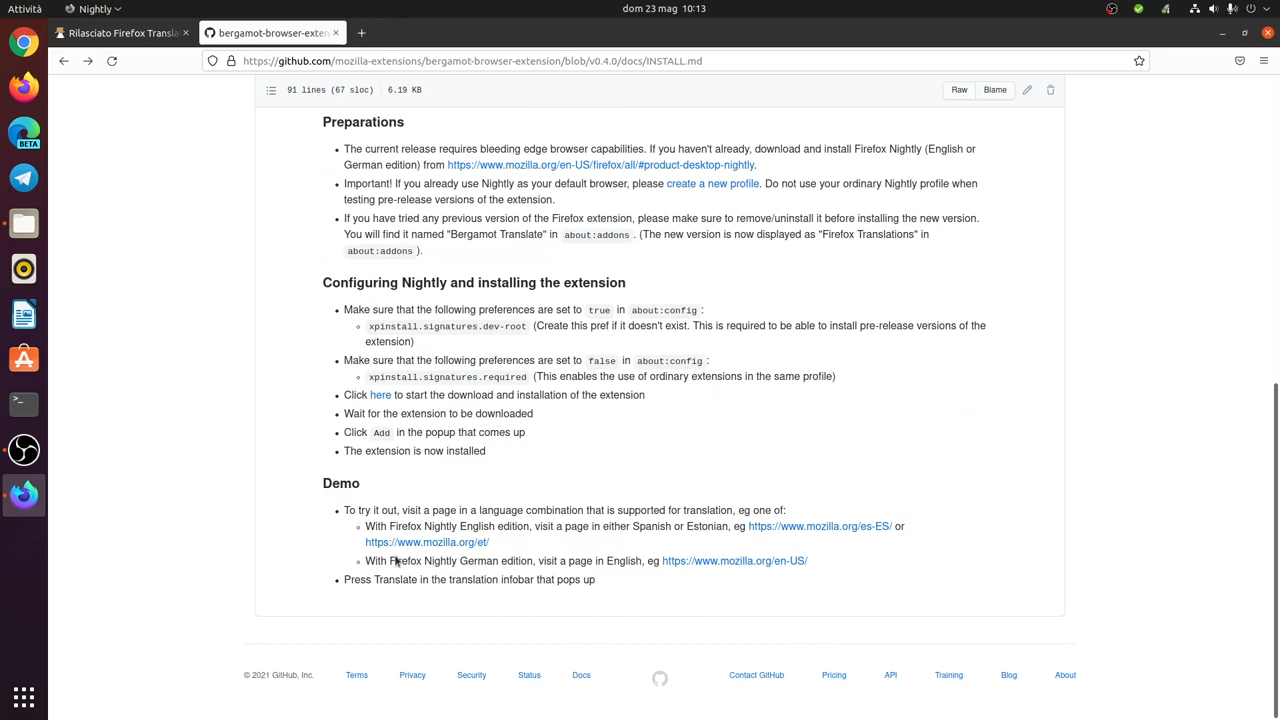 Attività
Nightly
dom 23 mag 10:13
Rilasciato Firefox Transla
bergamot-browser-exten
https://github.com/mozilla-extensions/bergamot-browser-extension/blob/v0.4.0/docs/INSTALL.md
91 lines (67 sloc) 6.19 KB
Raw
Blame
Preparations
The current release requires bleeding edge browser capabilities. If you haven't already, download and install Firefox Nightly (English or
German edition) from https://www.mozilla.org/en-US/firefox/all/#product-desktop-nightly.
Important! If you already use Nightly as your default browser, please create a new profile. Do not use your ordinary Nightly profile when
testing pre-release versions of the extension.
If you have tried any previous version of the Firefox extension, please make sure to remove/uninstall it before installing the new version.
You will find it named "Bergamot Translate" in about:addons. (The new version is now displayed as "Firefox Translations" in
about:addons ).
Configuring Nightly and installing the extension
Make sure that the following preferences are set to true in about:config :
xpinstall.signatures.dev-root (Create this pref if it doesn't exist. This is required to be able to install pre-release versions of the
extension)
Make sure that the following preferences are set to false in about:config :
xpinstall.signatures.required (This enables the use of ordinary extensions in the same profile)
Click here to start the download and installation of the extension
Wait for the extension to be downloaded
Click Add in the popup that comes up
The extension is now installed
Demo
To try it out, visit a page in a language combination that is supported for translation, eg one of:
With Firefox Nightly English edition, visit a page in either Spanish or Estonian, eg https://www.mozilla.org/es-ES/ or
https://www.mozilla.org/et/
With Firefox Nightly German edition, visit a page in English, eg https://www.mozilla.org/en-US/
Press Translate in the translation infobar that pops up
© 2021 GitHub, Inc.
Terms
Privacy
Security
Status
Docs
Contact GitHub
Pricing
API
Training
Blog
About
BETA